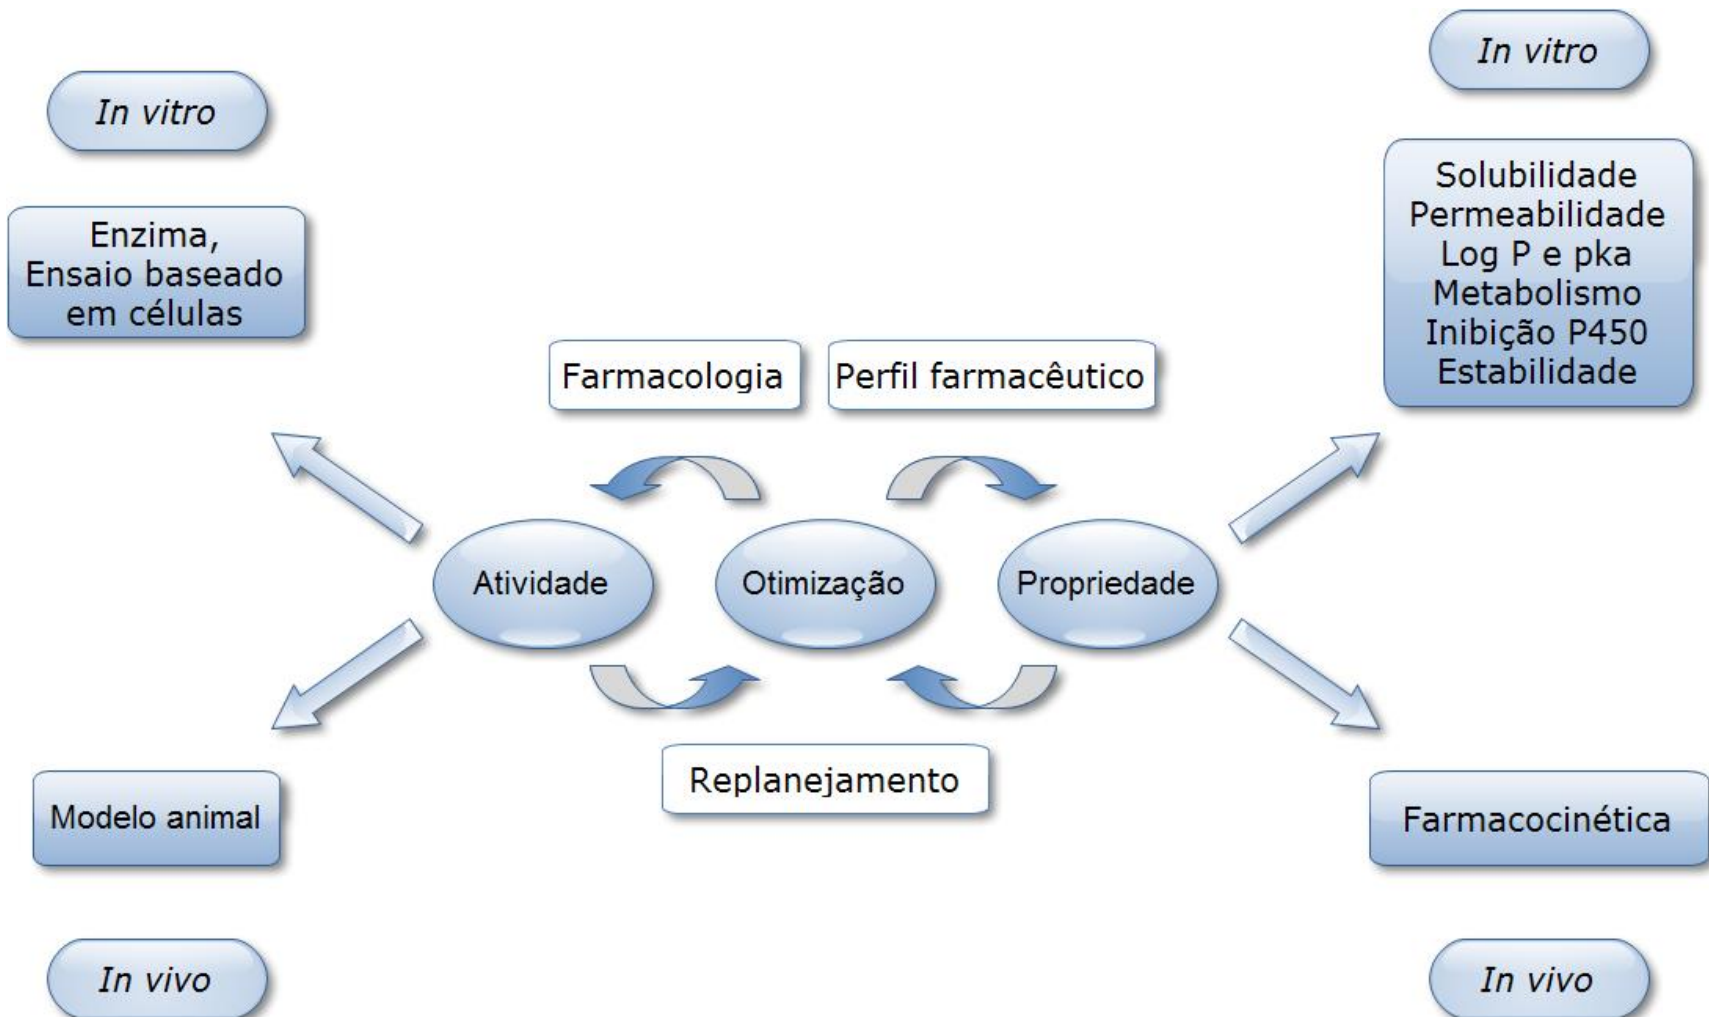 In vitro
In vitro
Enzima,
Ensaio baseado
em células
Solubilidade
Permeabilidade
Log P e pka
Metabolismo
Inibição P450
Estabilidade
Farmacologia
Perfil farmacêutico
Atividade
Otimização
Propriedade
Replanejamento
Modelo animal
Farmacocinética
In vivo
In vivo